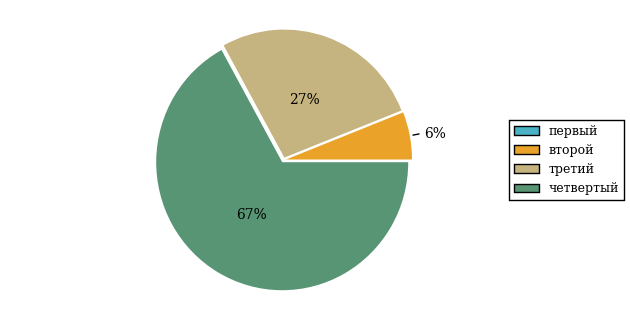 27%
6%
67%
первый
второй
третий
четвертый